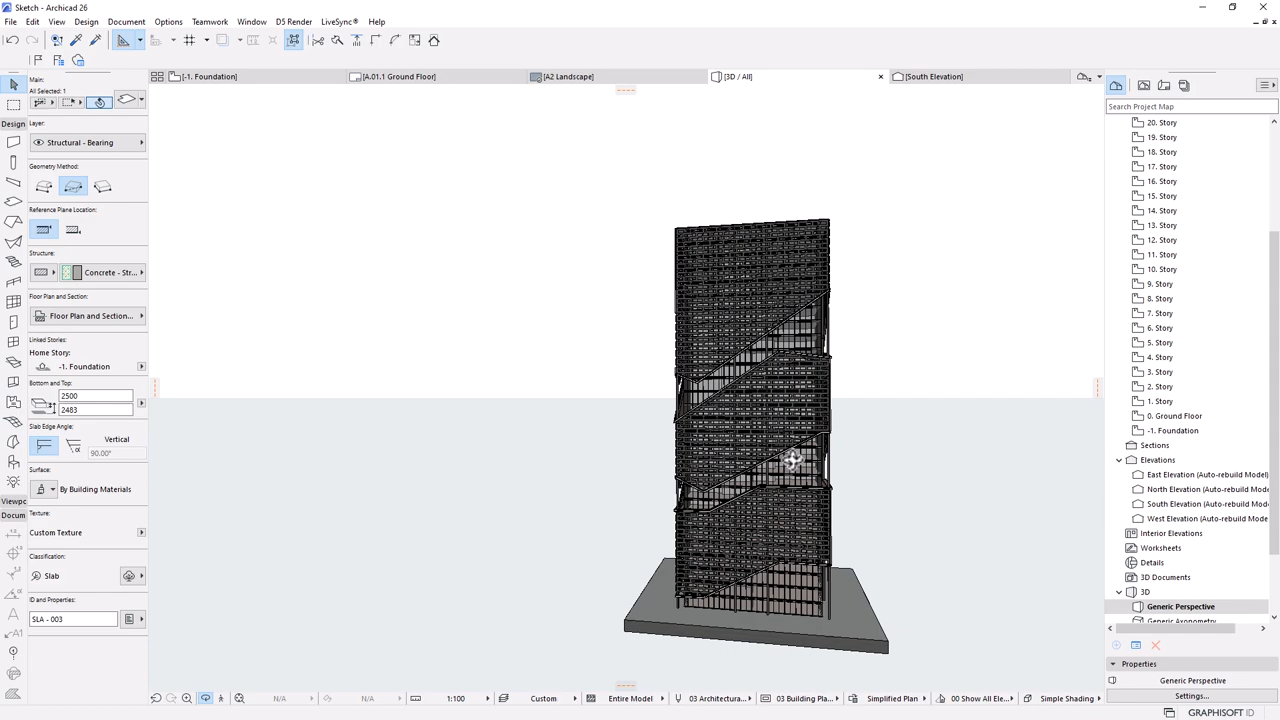 Sketch - Archicad 26
File Edit View Design Document Options Teamwork Window D5 Render LiveSync® Help
[-1. Foundation] [A.01.1 Ground Floor] [A2 Landscape] [3D / All] [South Elevation]
Main:
All Selected: 1
Design
Layer:
Structural - Bearing
Geometry Method:
Reference Plane Location:
Structure:
Concrete - Str...
Floor Plan and Section:
Floor Plan and Section...
Linked Stories:
Home Story:
-1. Foundation
Bottom and Top:
2500
2400
Slab Edge Angle:
Vertical
90.00°
Surface:
By Building Materials
Viewpc
Docum
Texture:
Custom Texture
Classification:
Slab
ID and Properties:
SLA - 003
Search Project Map
20. Story
19. Story
18. Story
17. Story
16. Story
15. Story
14. Story
13. Story
12. Story
11. Story
10. Story
9. Story
8. Story
7. Story
6. Story
5. Story
4. Story
3. Story
2. Story
1. Story
0. Ground Floor
-1. Foundation
Sections
Elevations
East Elevation (Auto-rebuild Model)
North Elevation (Auto-rebuild Mode
South Elevation (Auto-rebuild Mode
West Elevation (Auto-rebuild Mode
Interior Elevations
Worksheets
Details
3D Documents
3D
Generic Perspective
Generic Axonometry
Properties
Generic Perspective
Settings...
N/A N/A 1:100 Custom Entire Model 03 Architectura... 03 Building Pla... Simplified Plan 00 Show All Ele... Simple Shading
GRAPHISOFT ID